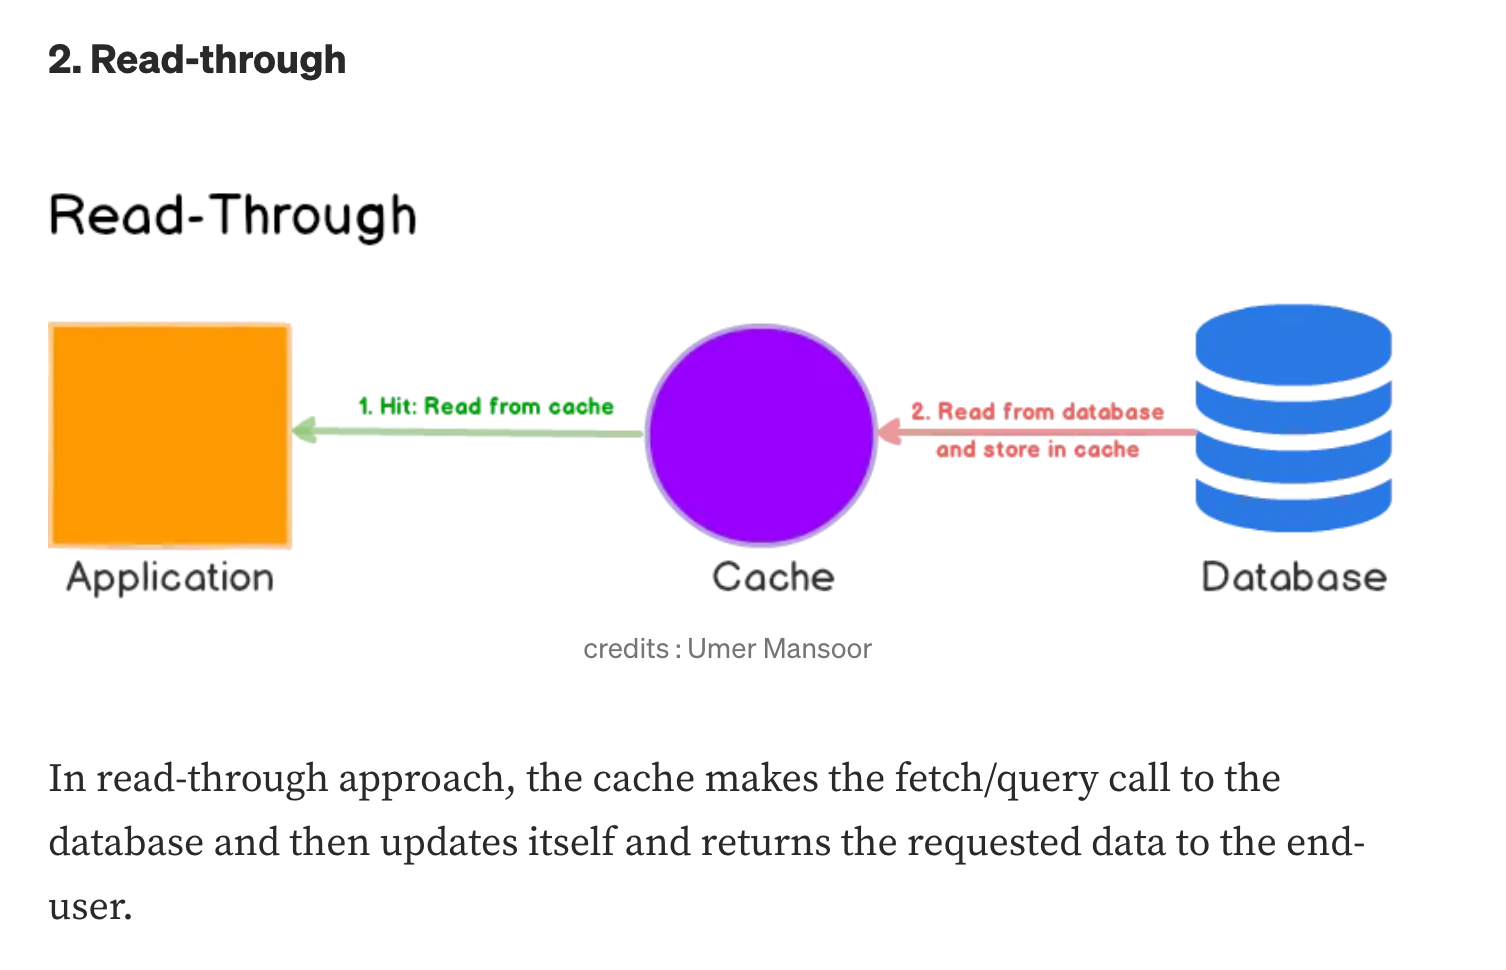 2. Read-through
Read-Through
1. Hit: Read from cache
2. Read from database
and store in cache
Application
Cache
Database
credits : Umer Mansoor
In read-through approach, the cache makes the fetch/query call to the
database and then updates itself and returns the requested data to the end-
user.